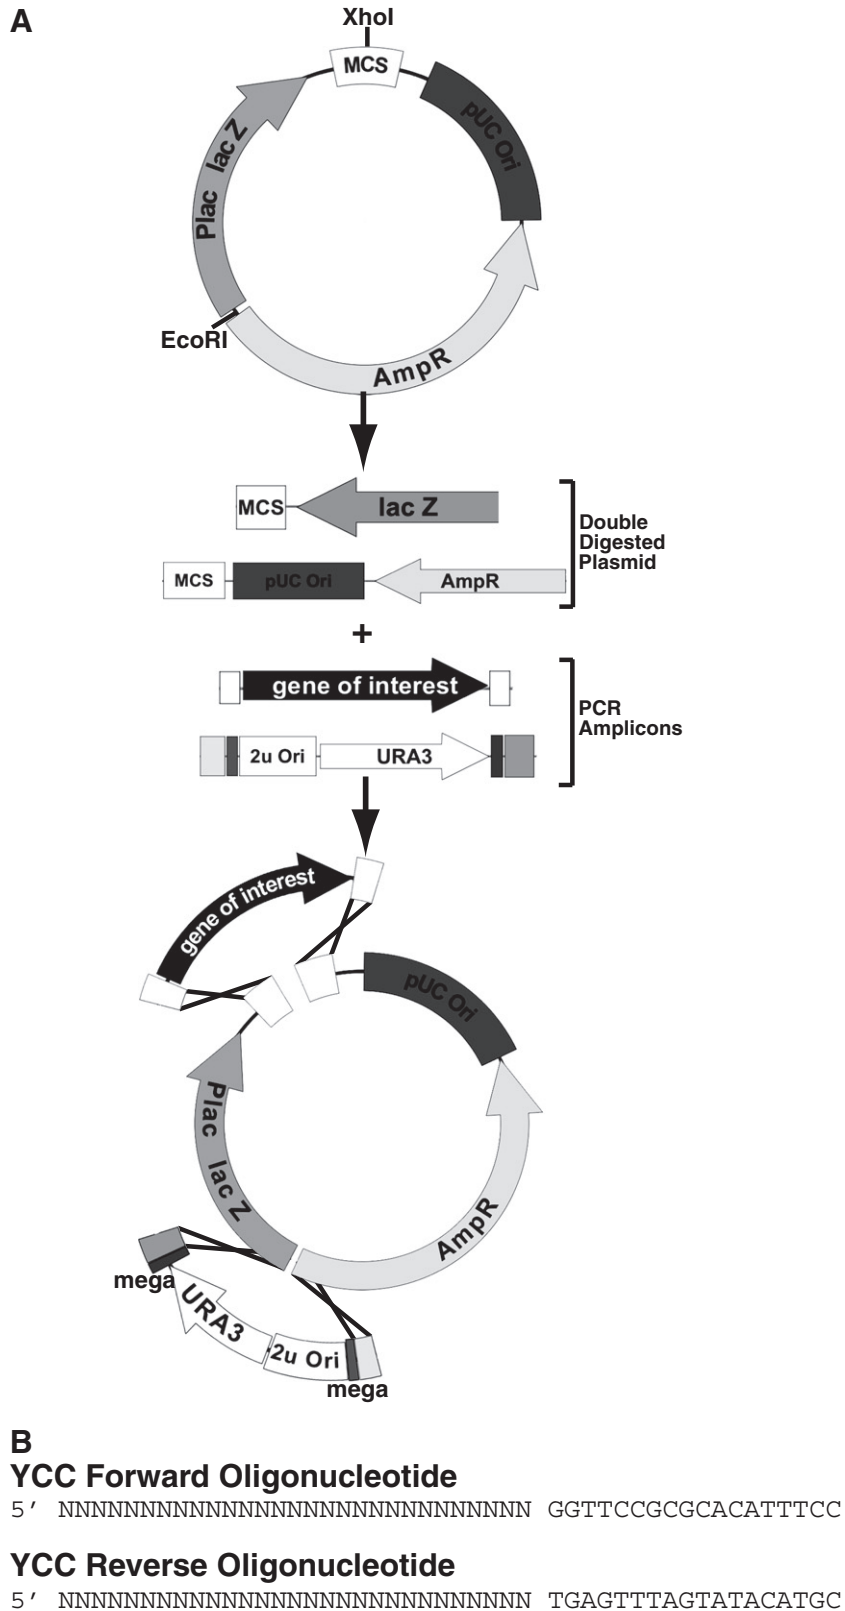 A
XhoI
MCS
pUC Ori
Plac lac Z
EcoRI
AmpR
MCS
lac Z
MCS
pUC Ori
AmpR
Double
Digested
Plasmid
+
gene of interest
2u Ori
URA3
PCR
Amplicons
gene of interest
pUC Ori
Plac lac Z
AmpR
mega
URA3
2u Ori
mega
B
YCC Forward Oligonucleotide
5’ NNNNNNNNNNNNNNNNNNNNNNNNNNNNN GGTTCCGCGCACATTTCC
YCC Reverse Oligonucleotide
5’ NNNNNNNNNNNNNNNNNNNNNNNNNNNNN TGAGTTTAGTATACATGC